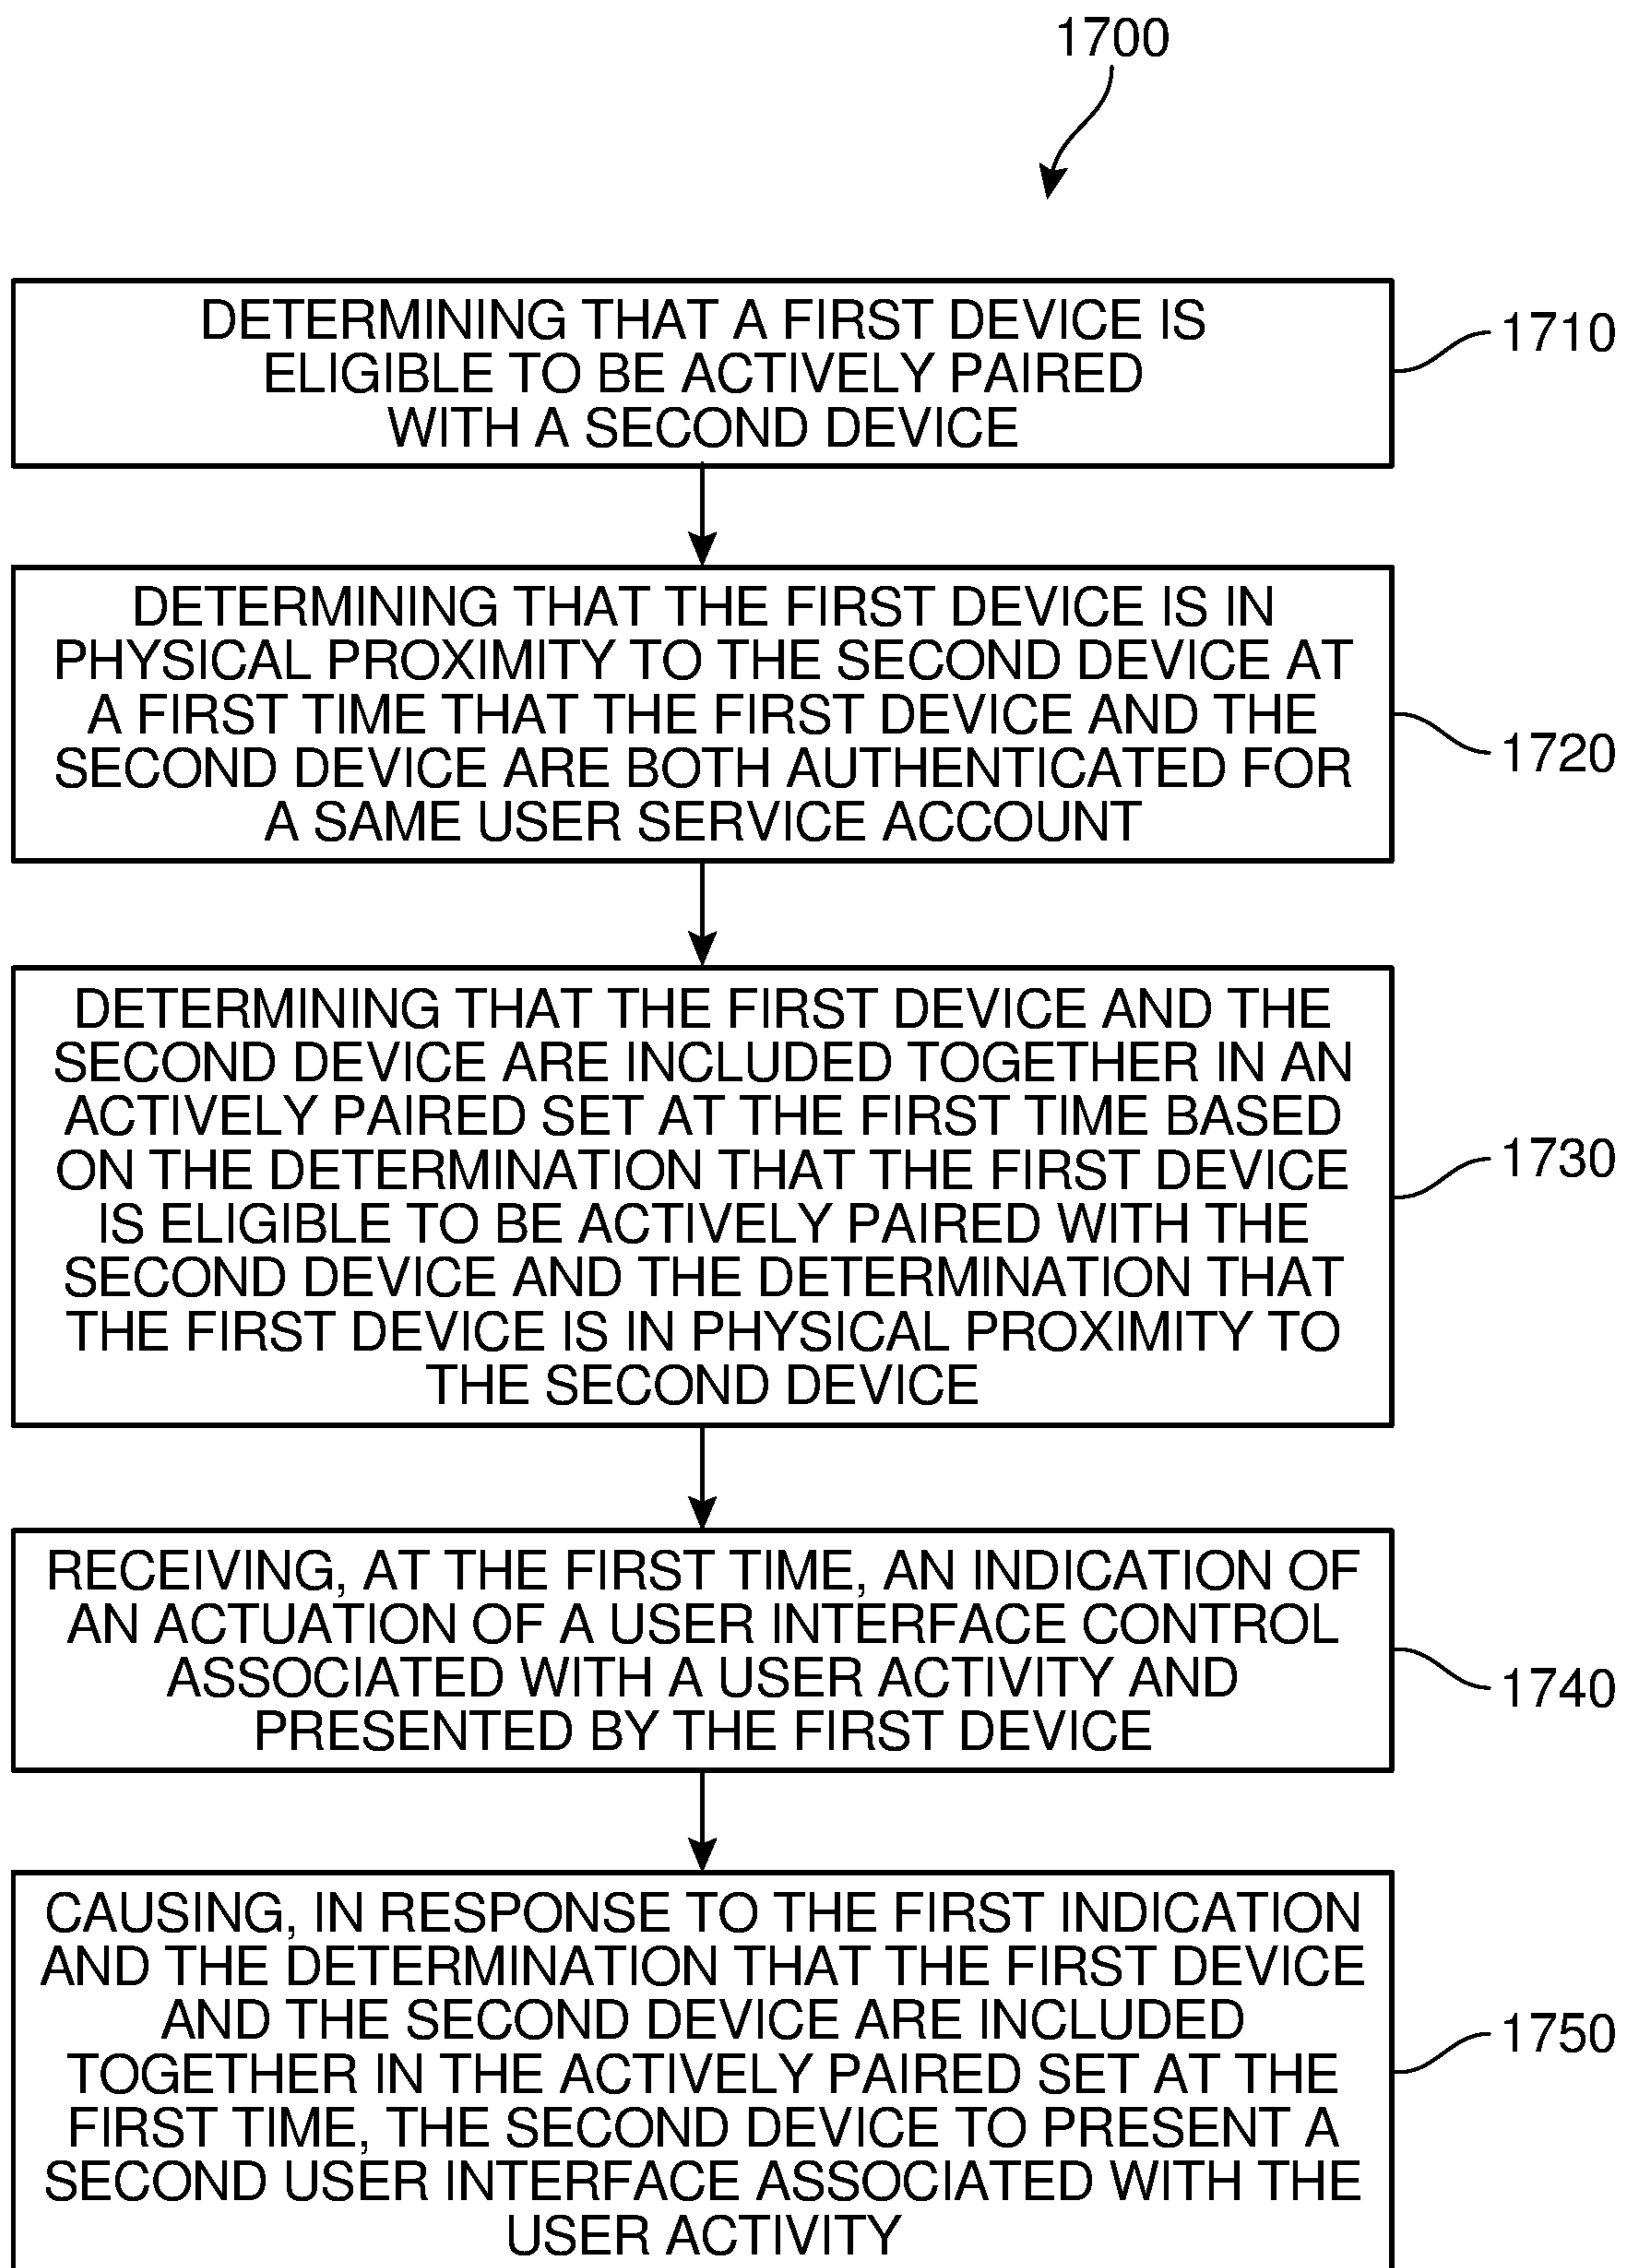 1700
DETERMINING THAT A FIRST DEVICE IS
ELIGIBLE TO BE ACTIVELY PAIRED
WITH A SECOND DEVICE
1710
DETERMINING THAT THE FIRST DEVICE IS IN
PHYSICAL PROXIMITY TO THE SECOND DEVICE AT
A FIRST TIME THAT THE FIRST DEVICE AND THE
SECOND DEVICE ARE BOTH AUTHENTICATED FOR
A SAME USER SERVICE ACCOUNT
1720
DETERMINING THAT THE FIRST DEVICE AND THE
SECOND DEVICE ARE INCLUDED TOGETHER IN AN
ACTIVELY PAIRED SET AT THE FIRST TIME BASED
ON THE DETERMINATION THAT THE FIRST DEVICE
IS ELIGIBLE TO BE ACTIVELY PAIRED WITH THE
SECOND DEVICE AND THE DETERMINATION THAT
THE FIRST DEVICE IS IN PHYSICAL PROXIMITY TO
THE SECOND DEVICE
1730
RECEIVING, AT THE FIRST TIME, AN INDICATION OF
AN ACTUATION OF A USER INTERFACE CONTROL
ASSOCIATED WITH A USER ACTIVITY AND
PRESENTED BY THE FIRST DEVICE
1740
CAUSING, IN RESPONSE TO THE FIRST INDICATION
AND THE DETERMINATION THAT THE FIRST DEVICE
AND THE SECOND DEVICE ARE INCLUDED
TOGETHER IN THE ACTIVELY PAIRED SET AT THE
FIRST TIME, THE SECOND DEVICE TO PRESENT A
SECOND USER INTERFACE ASSOCIATED WITH THE
USER ACTIVITY
1750